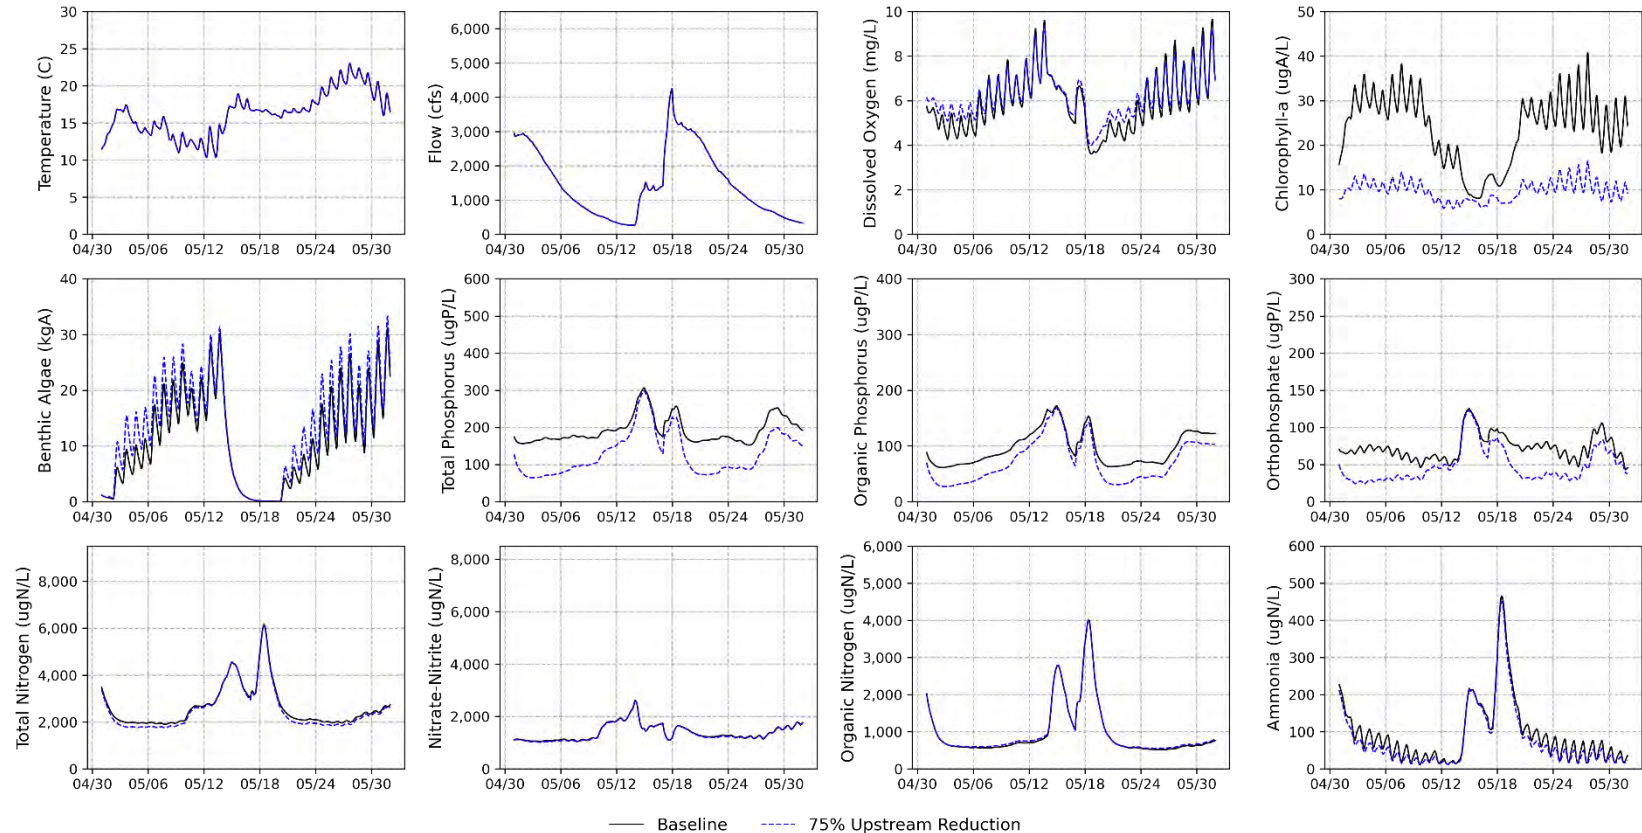 Temperature (C)
30
25
20
15
10
5
0
04/30 05/06 05/12 05/18 05/24 05/30
Flow (cfs)
6,000
5,000
4,000
3,000
2,000
1,000
0
04/30 05/06 05/12 05/18 05/24 05/30
Dissolved Oxygen (mg/L)
10
8
6
4
2
0
04/30 05/06 05/12 05/18 05/24 05/30
Chlorophyll-a (ugA/L)
50
40
30
20
10
0
04/30 05/06 05/12 05/18 05/24 05/30
Benthic Algae (kgA)
40
30
20
10
0
04/30 05/06 05/12 05/18 05/24 05/30
Total Phosphorus (ugP/L)
600
500
400
300
200
100
0
04/30 05/06 05/12 05/18 05/24 05/30
Organic Phosphorus (ugP/L)
400
300
200
100
0
04/30 05/06 05/12 05/18 05/24 05/30
Orthophosphate (ugP/L)
300
250
200
150
100
50
0
04/30 05/06 05/12 05/18 05/24 05/30
Total Nitrogen (ugN/L)
8,000
6,000
4,000
2,000
0
04/30 05/06 05/12 05/18 05/24 05/30
Nitrate-Nitrite (ugN/L)
8,000
6,000
4,000
2,000
0
04/30 05/06 05/12 05/18 05/24 05/30
Organic Nitrogen (ugN/L)
6,000
5,000
4,000
3,000
2,000
1,000
0
04/30 05/06 05/12 05/18 05/24 05/30
Ammonia (ugN/L)
600
500
400
300
200
100
0
04/30 05/06 05/12 05/18 05/24 05/30
Baseline 75% Upstream Reduction